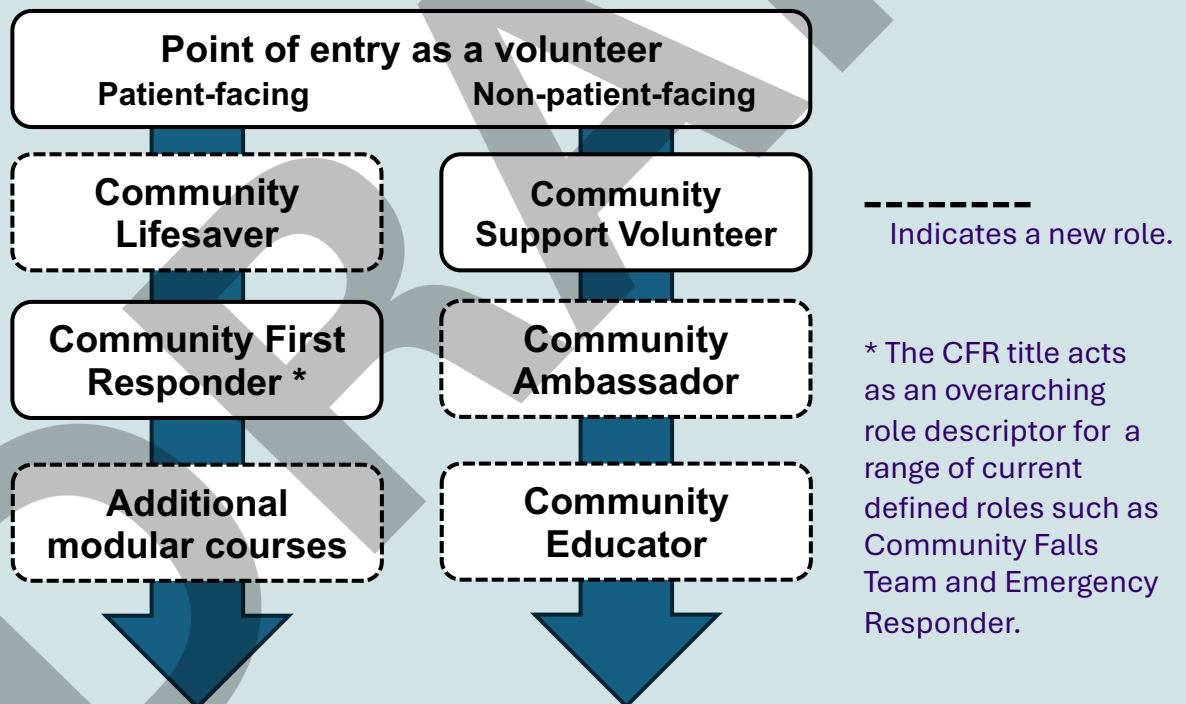 Point of entry as a volunteer
Patient-facing
Non-patient-facing
Community
Lifesaver
Community First
Responder *
Additional
modular courses
Community
Support Volunteer
Community
Ambassador
Community
Educator
Indicates a new role.
* The CFR title acts
as an overarching
role descriptor for a
range of current
defined roles such as
Community Falls
Team and Emergency
Responder.
DRA